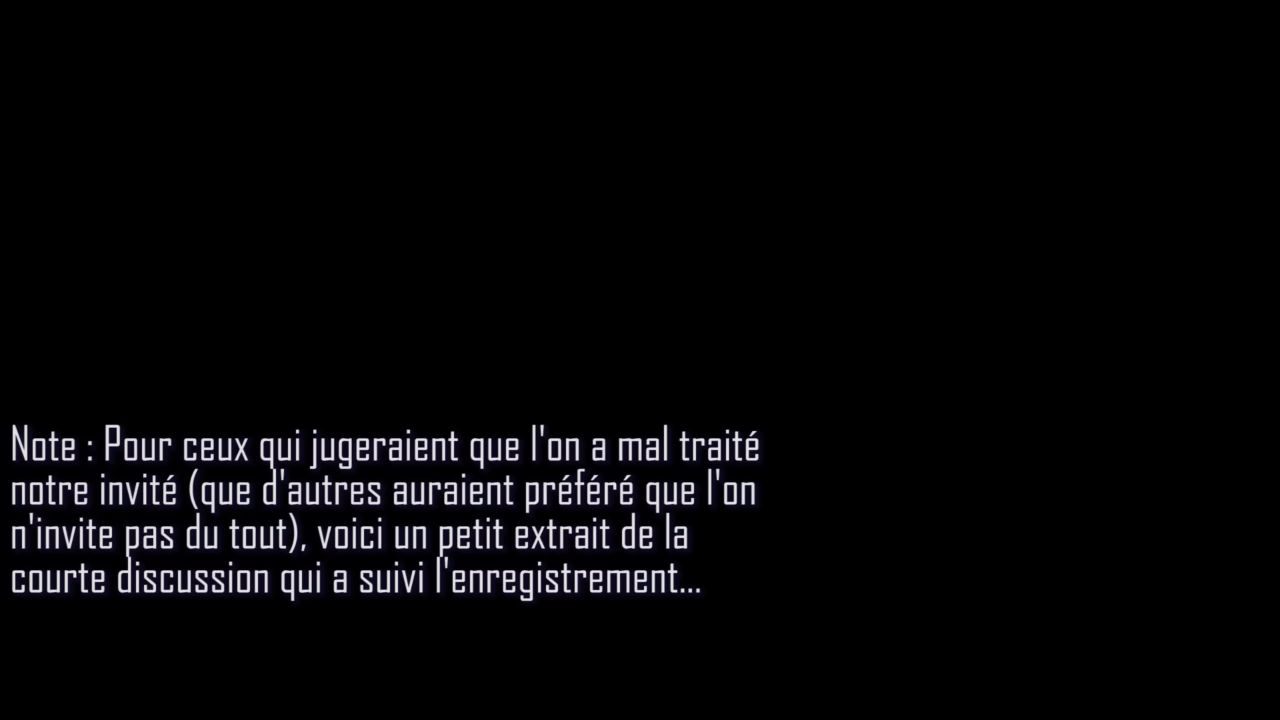 Note : Pour ceux qui jugeraient que l'on a mal traité
notre invité (que d'autres auraient préféré que l'on
n'invite pas du tout), voici un petit extrait de la
courte discussion qui a suivi l'enregistrement...